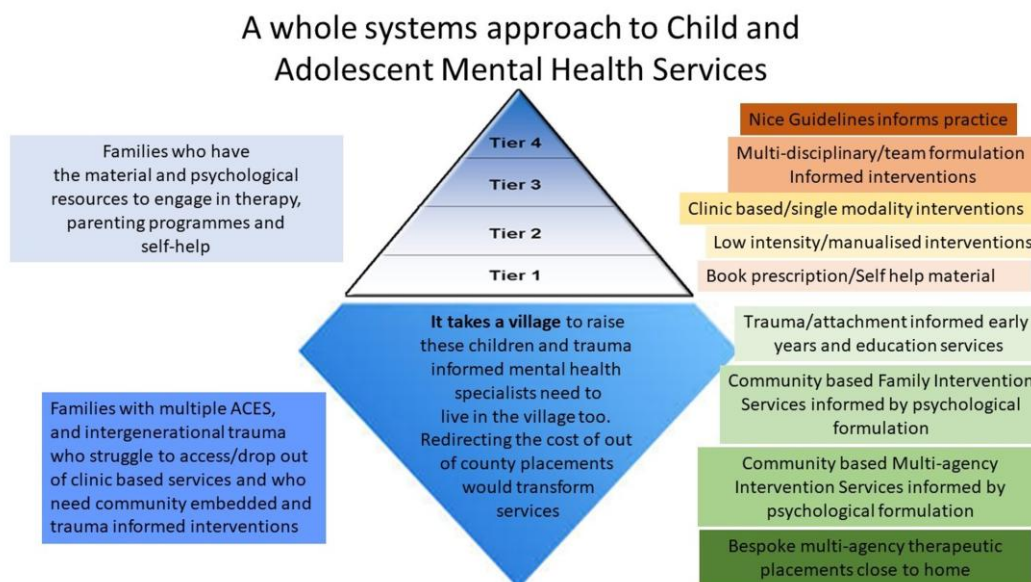 A whole systems approach to Child and
Adolescent Mental Health Services
Families who have
the material and psychological
resources to engage in therapy,
parenting programmes and
self-help
Tier 4
Tier 3
Tier 2
Tier 1
Nice Guidelines informs practice
Multi-disciplinary/team formulation
Informed interventions
Clinic based/single modality interventions
Low intensity/manualised interventions
Book prescription/Self help material
It takes a village to raise
these children and trauma
informed mental health
specialists need to
live in the village too.
Redirecting the cost of out
of county placements
would transform
services
Families with multiple ACES,
and intergenerational trauma
who struggle to access/drop out
of clinic based services and who
need community embedded and
trauma informed interventions
Trauma/attachment informed early
years and education services
Community based Family Intervention
Services informed by psychological
formulation
Community based Multi-agency
Intervention Services informed by
psychological formulation
Bespoke multi-agency therapeutic
placements close to home